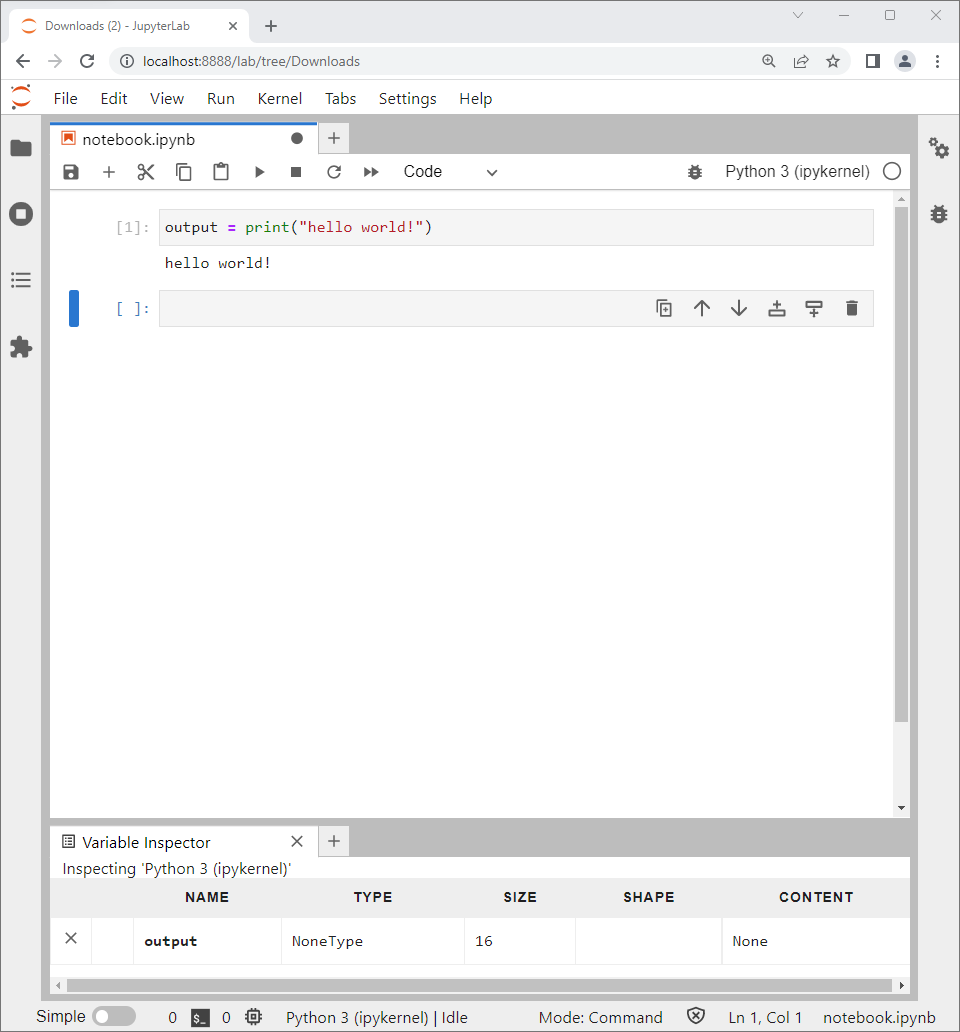 Downloads (2) - JupyterLab
localhost:8888/lab/tree/Downloads
File Edit View Run Kernel Tabs Settings Help
notebook.ipynb
Code Python 3 (ipykernel)
[1]: output = print("hello world!")
hello world!
[ ]:
Variable Inspector
Inspecting 'Python 3 (ipykernel)'
NAME TYPE SIZE SHAPE CONTENT
output NoneType 16 None
Simple 0 $_ 0 Python 3 (ipykernel) | Idle Mode: Command Ln 1, Col 1 notebook.ipynb